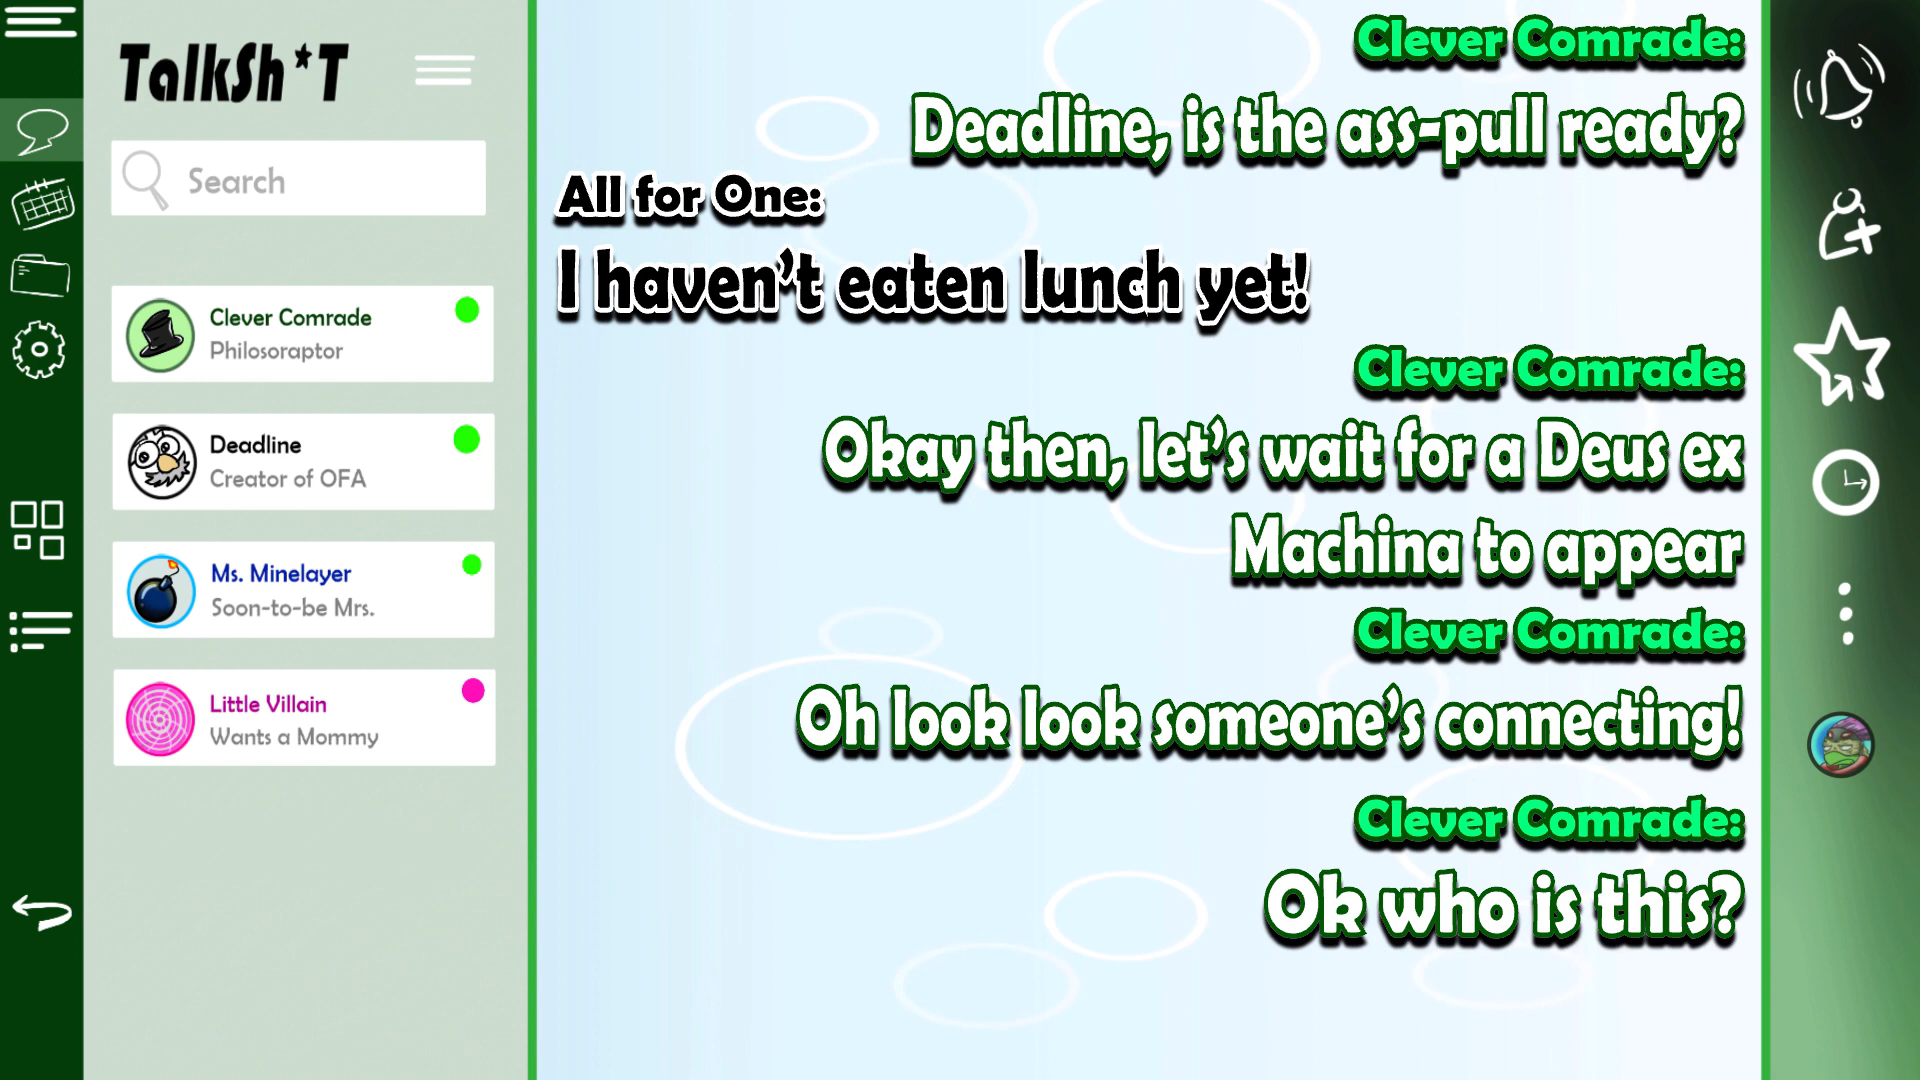 TalkSh*T
Search
Clever Comrade
Philosoraptor
Deadline
Creator of OFA
Ms. Minelayer
Soon-to-be Mrs.
Little Villain
Wants a Mommy
Clever Comrade:
Deadline, is the ass-pull ready?
All for One:
I haven't eaten lunch yet!
Clever Comrade:
Okay then, let's wait for a Deus ex
Machina to appear
Clever Comrade:
Oh look look someone's connecting!
Clever Comrade:
Ok who is this?